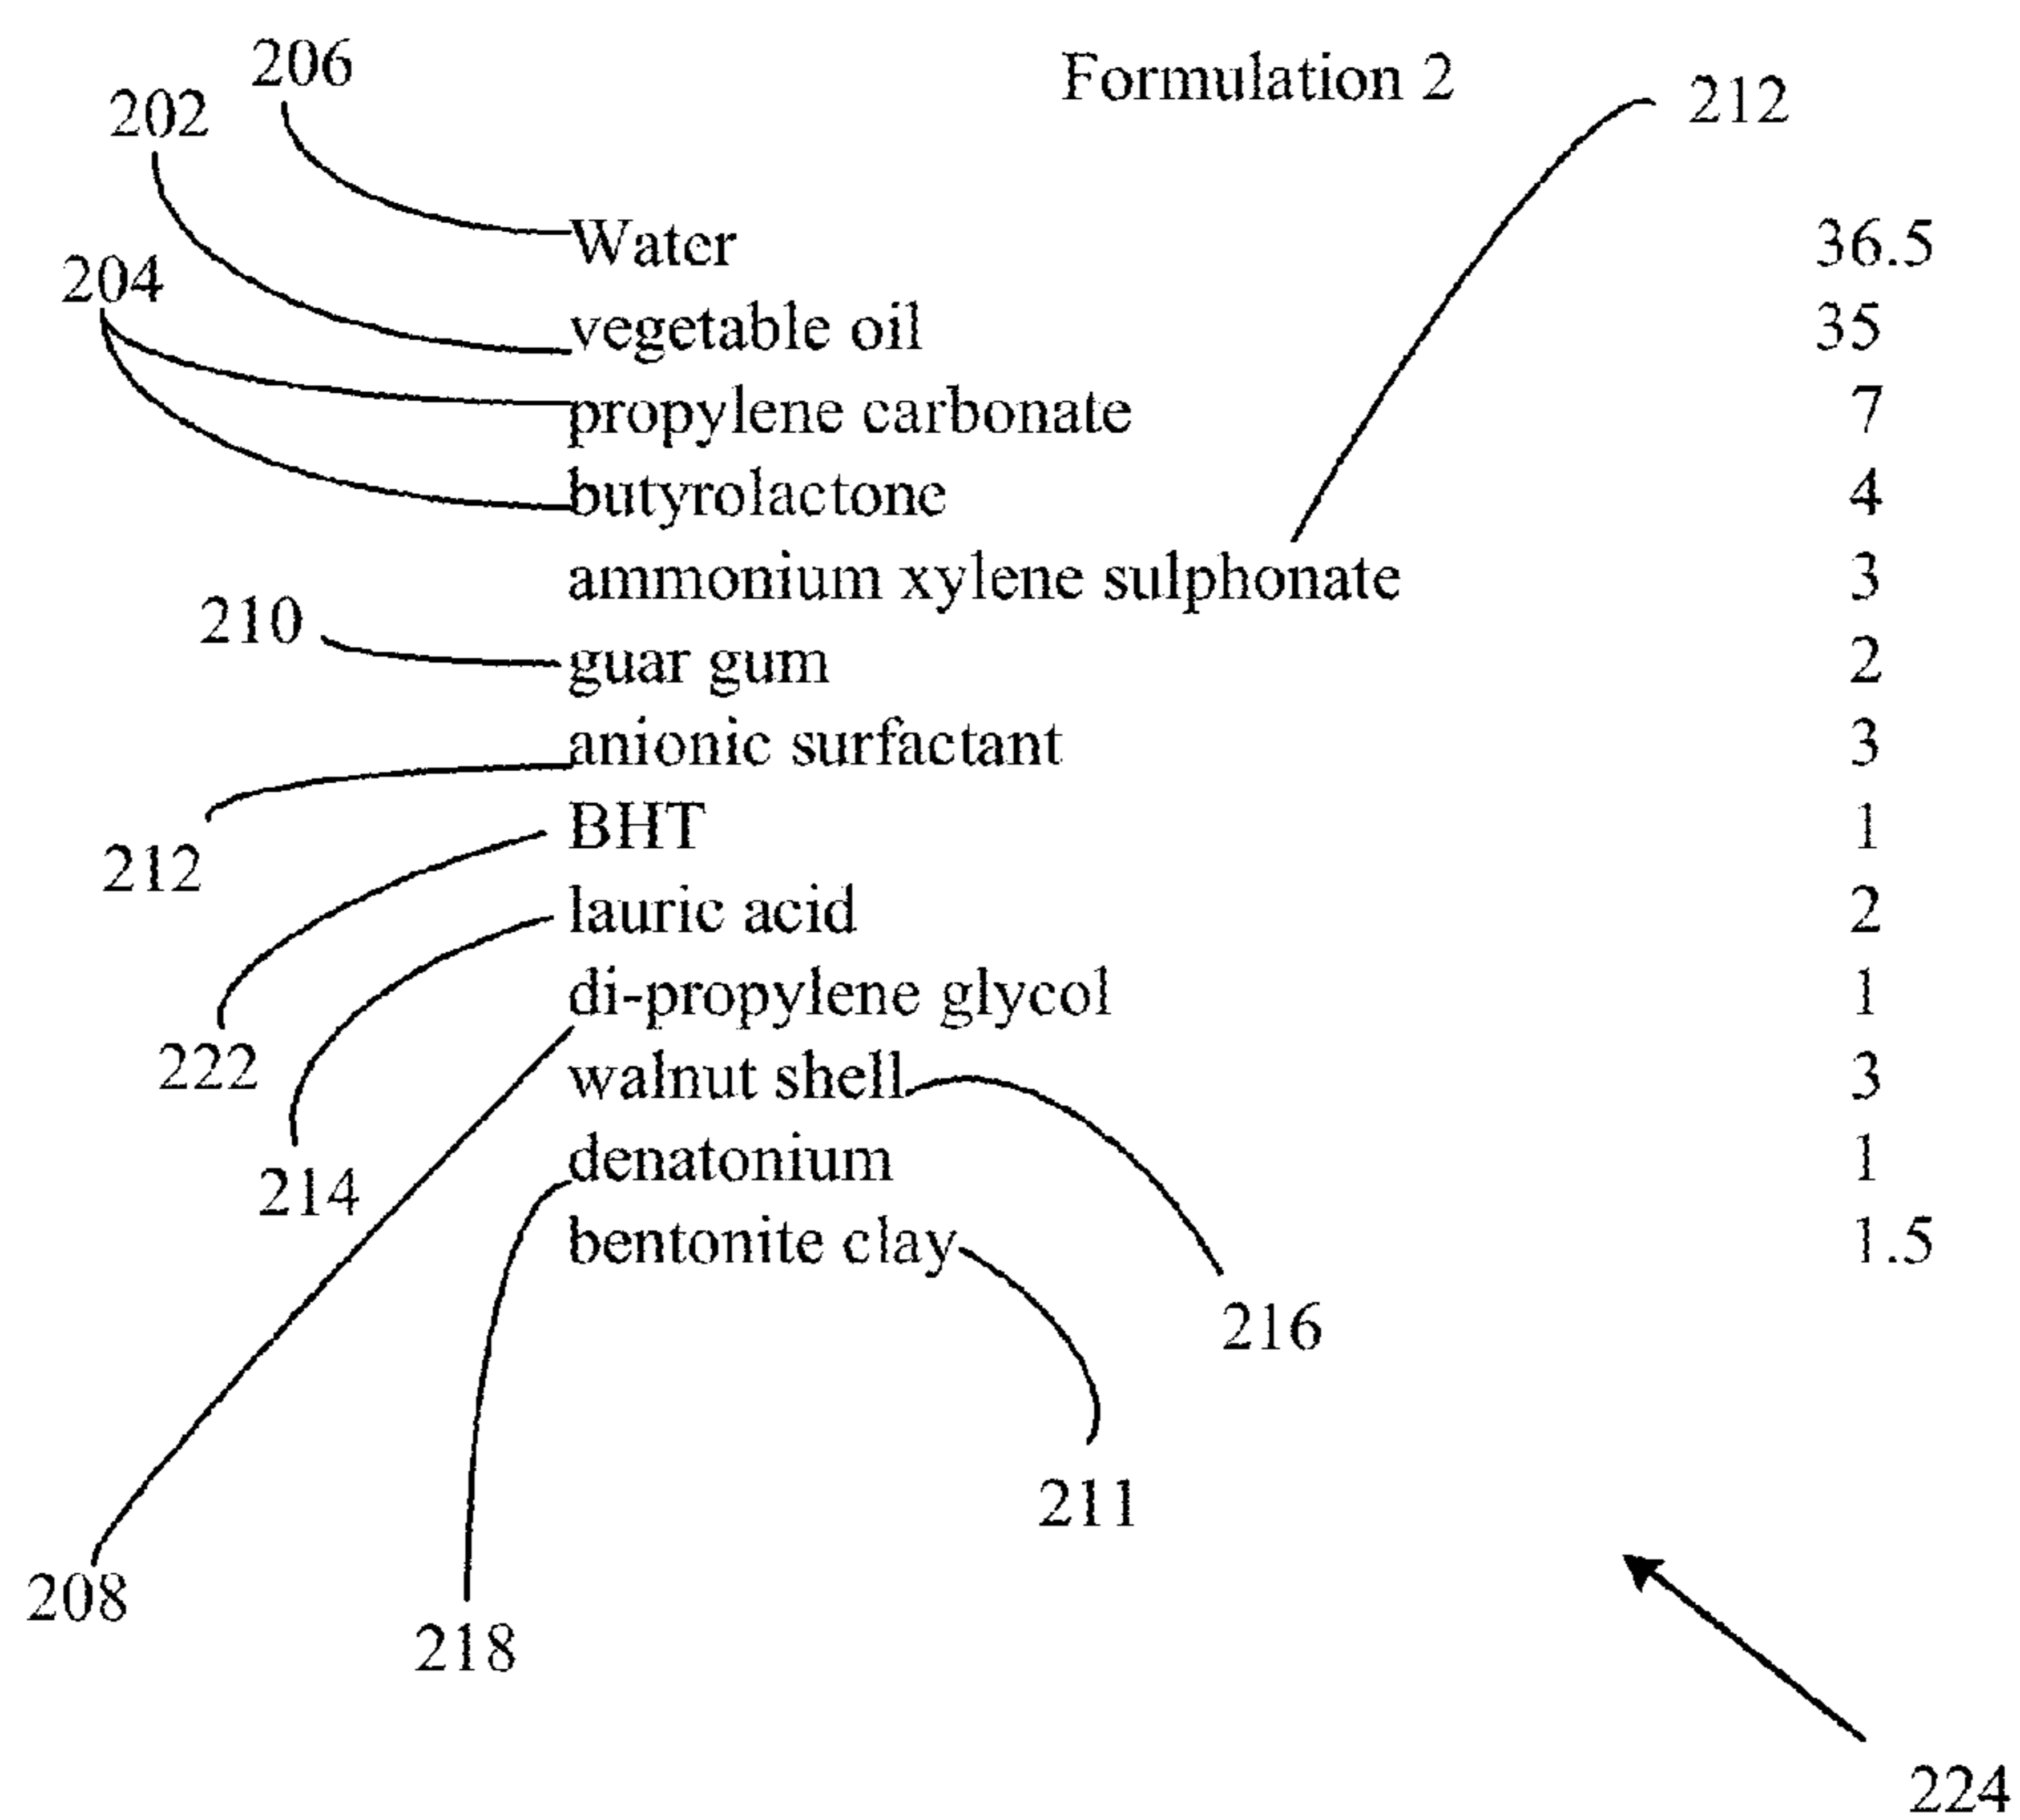 206
Formulation 2
212
202
Water 36.5
204
vegetable oil 35
propylene carbonate 7
butyrolactone 4
ammonium xylene sulphonate 3
210
guar gum 2
anionic surfactant 3
BHT 1
212
lauric acid 2
di-propylene glycol 1
222
walnut shell 3
denatonium 1
214
bentonite clay 1.5
216
211
208
218
224